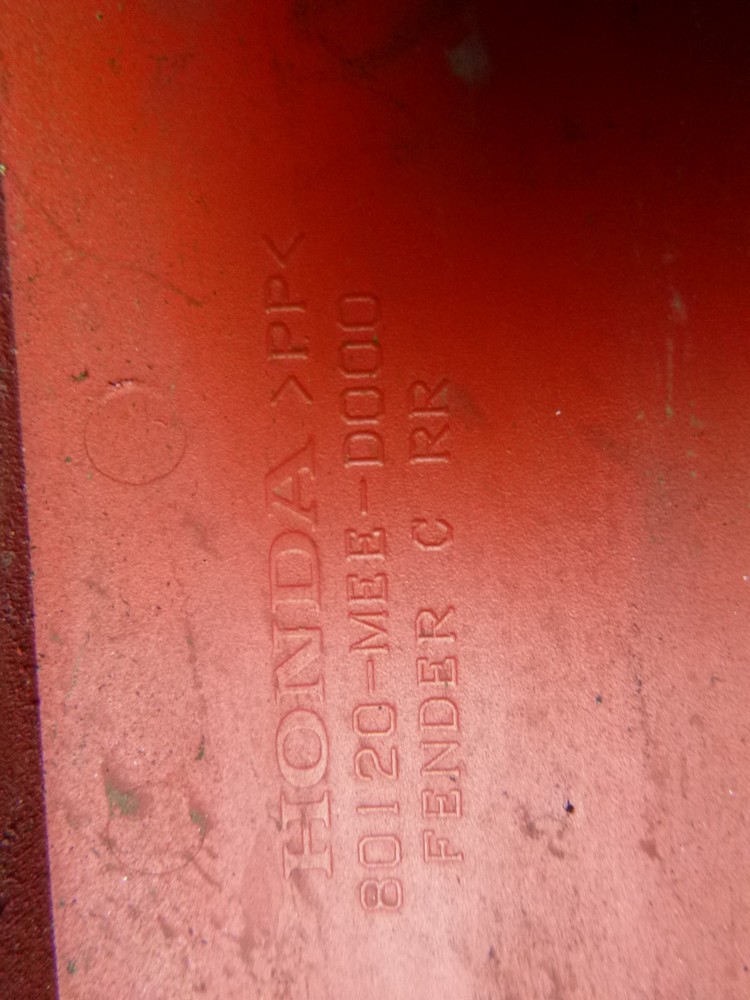 HONDA >PP<
80120-MEE-D000
FENDER C RR